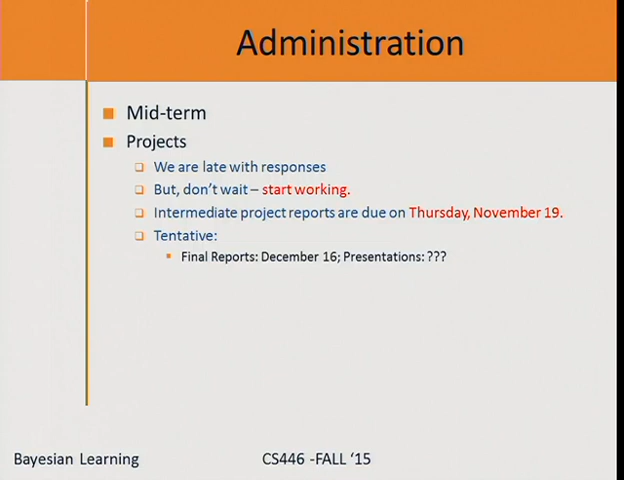 Administration
Mid-term
Projects
We are late with responses
But, don't wait – start working.
Intermediate project reports are due on Thursday, November 19.
Tentative:
Final Reports: December 16; Presentations: ???
Bayesian Learning
CS446 -FALL '15